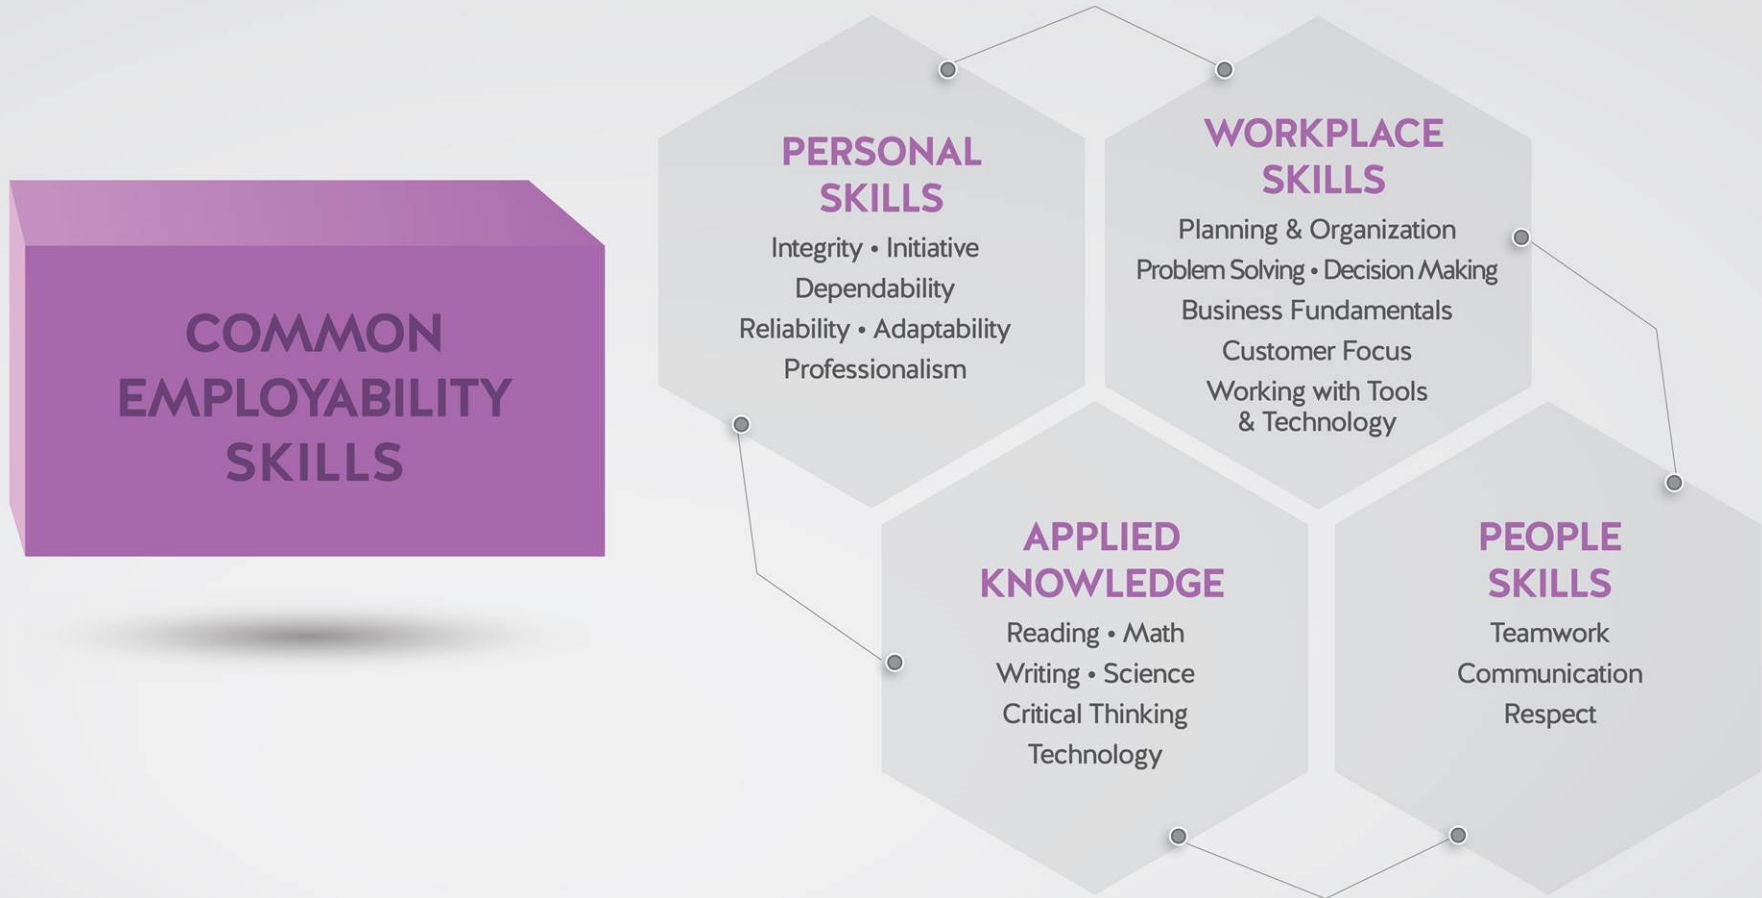 COMMON
EMPLOYABILITY
SKILLS
PERSONAL
SKILLS
Integrity • Initiative
Dependability
Reliability • Adaptability
Professionalism
WORKPLACE
SKILLS
Planning & Organization
Problem Solving • Decision Making
Business Fundamentals
Customer Focus
Working with Tools
& Technology
APPLIED
KNOWLEDGE
Reading • Math
Writing • Science
Critical Thinking
Technology
PEOPLE
SKILLS
Teamwork
Communication
Respect